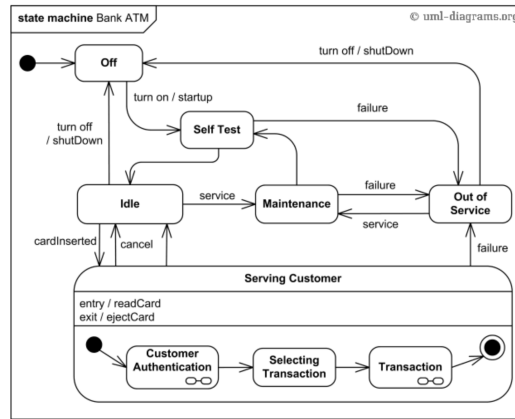 state machine Bank ATM
© uml-diagrams.org
Off
turn off / shutDown
turn on / startup
failure
turn off
/ shutDown
Self Test
Idle
service
Maintenance
failure
service
Out of
Service
cardInserted
cancel
failure
Serving Customer
entry / readCard
exit / ejectCard
Customer
Authentication
Selecting
Transaction
Transaction